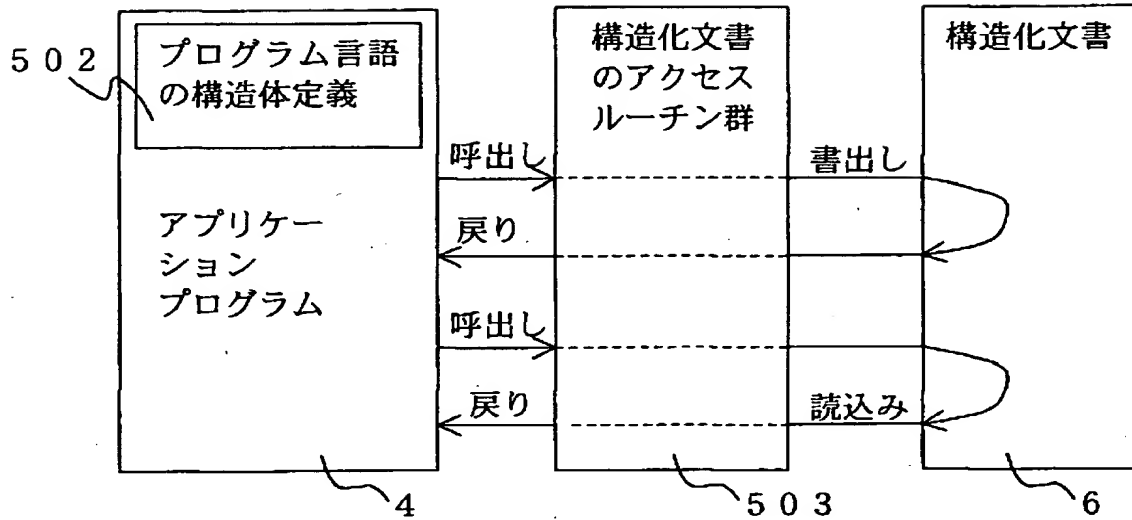 502
プログラム言語
の構造体定義
アプリケー
ション
プログラム
4
呼出し
戻り
呼出し
戻り
構造化文書
のアクセス
ルーチン群
503
書出し
読込み
構造化文書
6